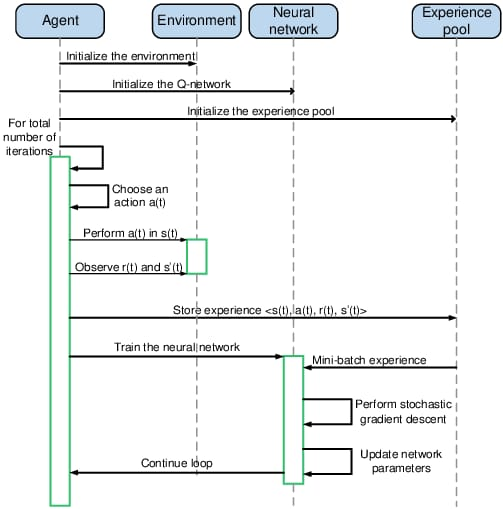 Agent
Environment
Neural
network
Experience
pool
Initialize the environment
Initialize the Q-network
Initialize the experience pool
For total
number of
iterations
Choose an
action a(t)
Perform a(t) in s(t)
Observe r(t) and s'(t)
Store experience <s(t), a(t), r(t), s'(t)>
Train the neural network
Mini-batch experience
Perform stochastic
gradient descent
Update network
parameters
Continue loop